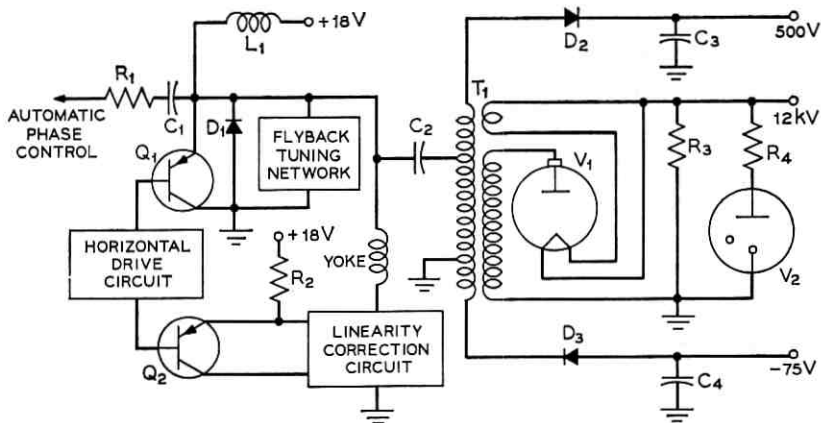 +18V
L1
D2
C3
500V
R1
C1
AUTOMATIC
PHASE
CONTROL
D1
FLYBACK
TUNING
NETWORK
Q1
C2
T1
V1
R3
12kV
R4
V2
HORIZONTAL
DRIVE
CIRCUIT
+18V
R2
YOKE
LINEARITY
CORRECTION
CIRCUIT
Q2
D3
C4
-75V